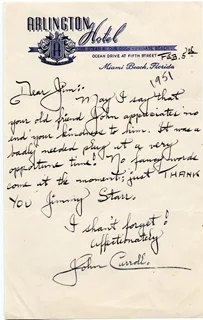 ARLINGTON
Hotel
OCEAN DRIVE AT FIFTH STREET
Miami Beach, Florida
Feb. 5th
1951
Dear Jim:
May I say that
your old friend John appreciates no
end your kindness to him. It was a
badly needed plug at a very
opportune time! No fancy words
come at the moment; just THANK
YOU Jimmy Starr.
I shan't forget!
Affectionately
John Carroll.